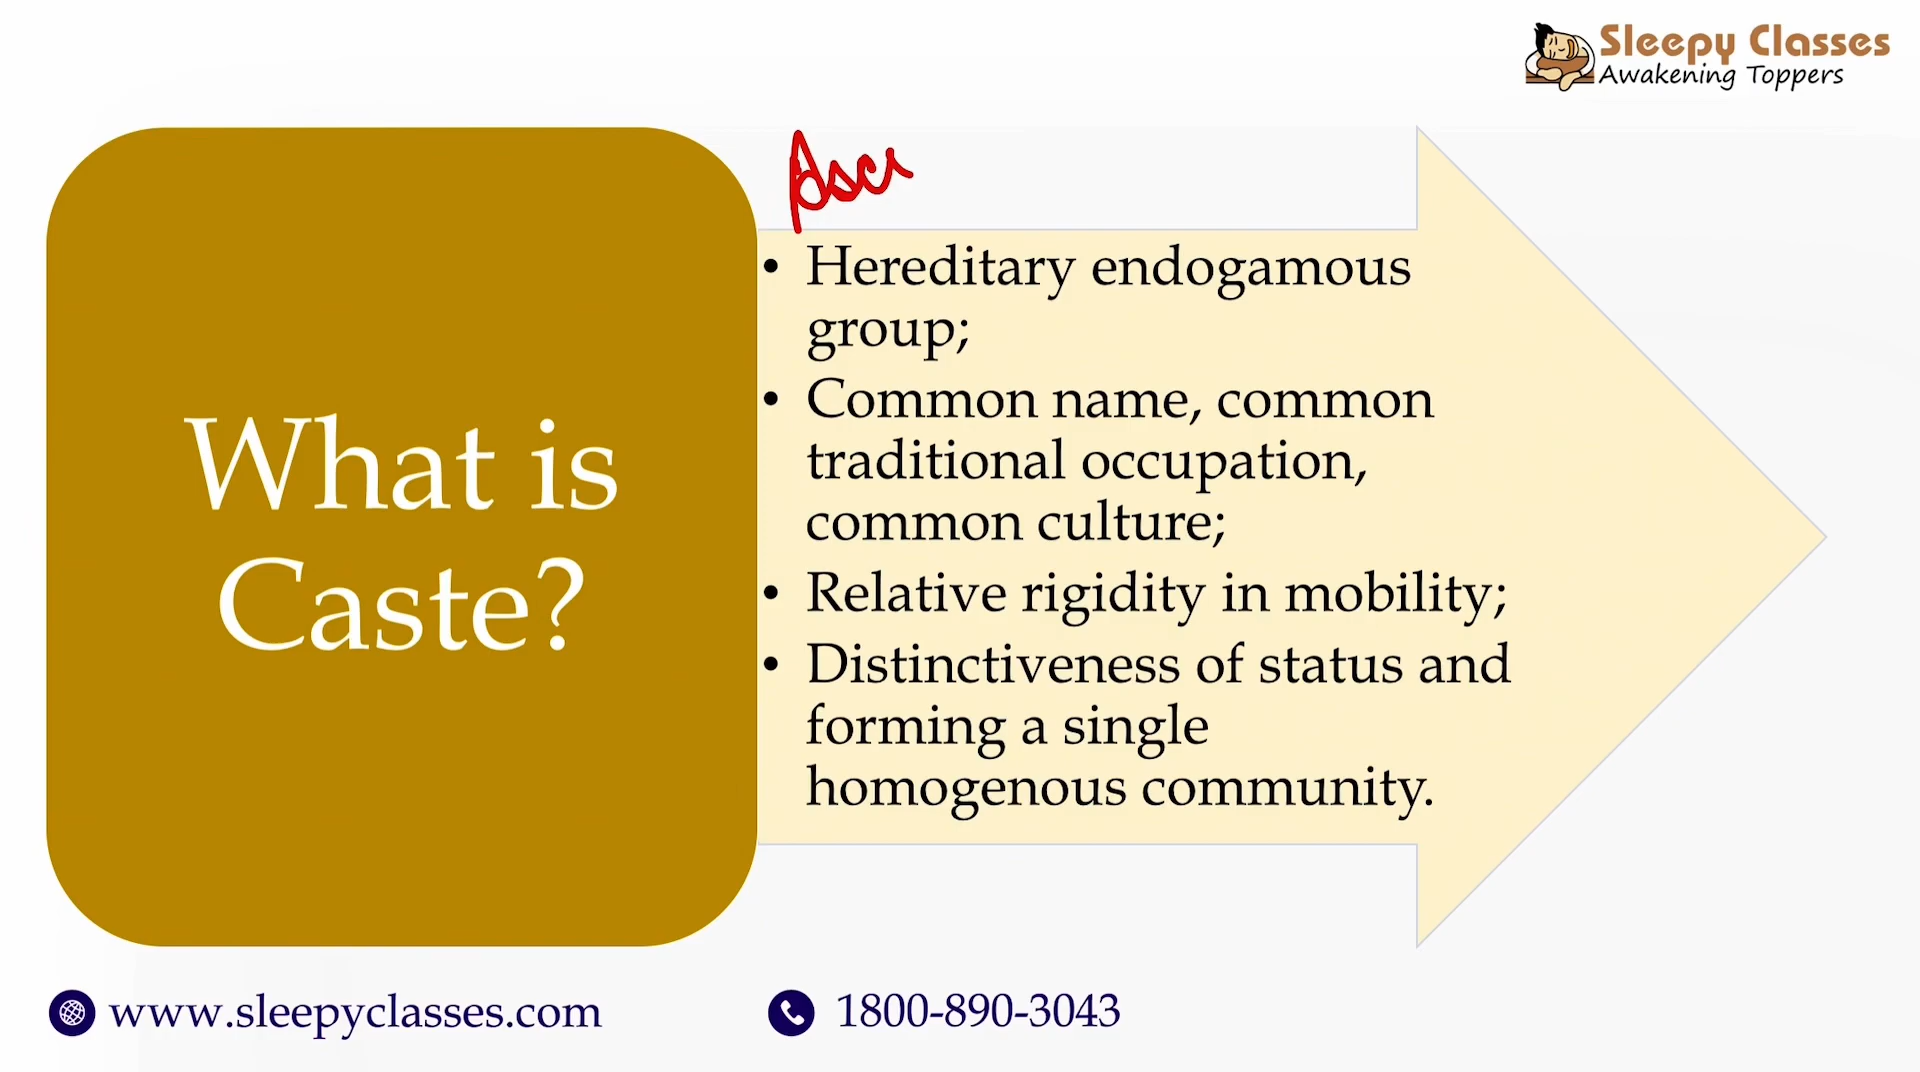 Sleepy Classes
Awakening Toppers
What is
Caste?
Asc
• Hereditary endogamous
group;
• Common name, common
traditional occupation,
common culture;
• Relative rigidity in mobility;
• Distinctiveness of status and
forming a single
homogenous community.
www.sleepyclasses.com
1800-890-3043